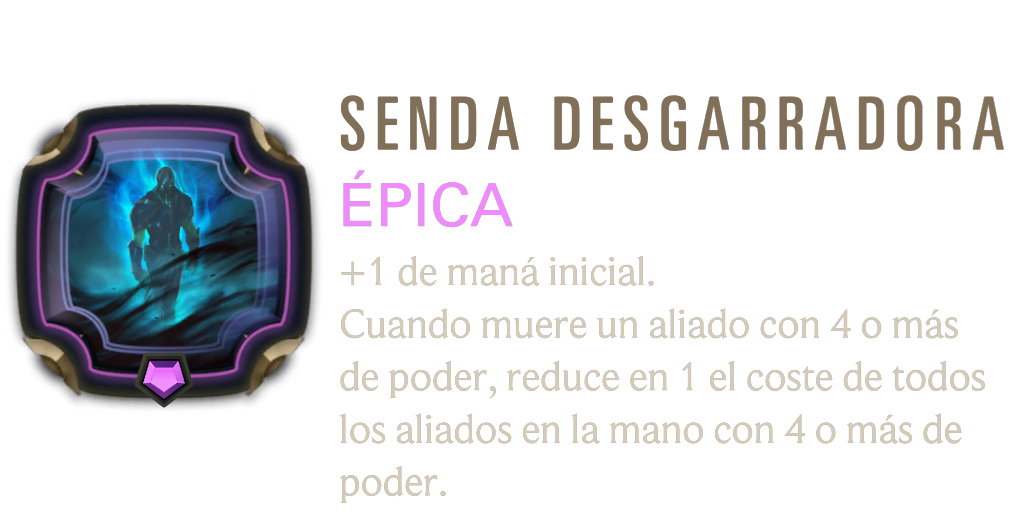 SENDA DESGARRADORA
ÉPICA
+1 de maná inicial.
Cuando muere un aliado con 4 o más
de poder, reduce en 1 el coste de todos
los aliados en la mano con 4 o más de
poder.